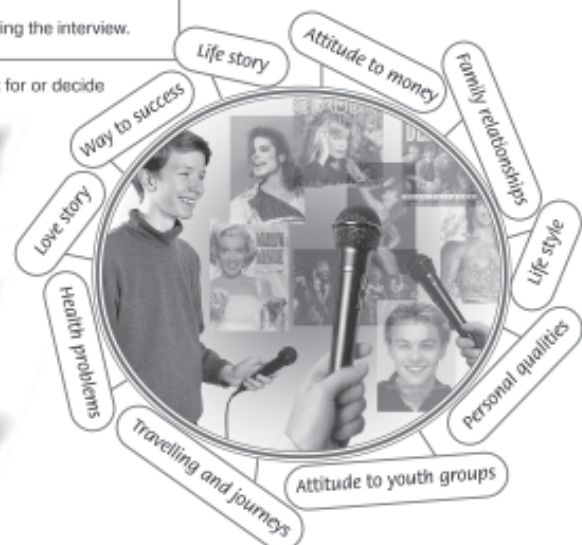 ing the interview.
for or decide
Life story
Attitude to money
Family relationships
Life style
Personal qualities
Attitude to youth groups
Travelling and journeys
Health problems
Love story
Way to success